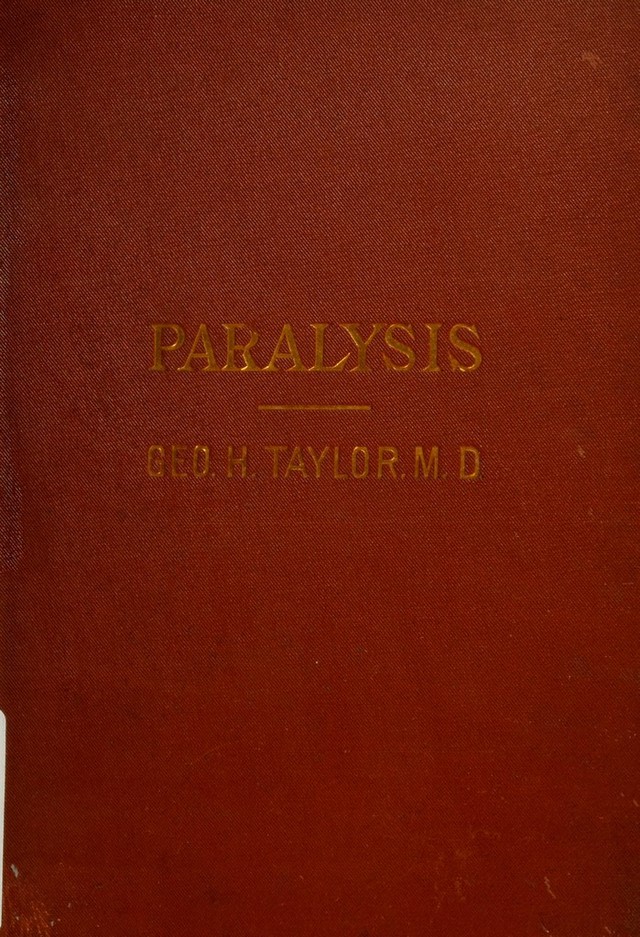 PARALYSIS
GEO. H. TAYLOR. M. D